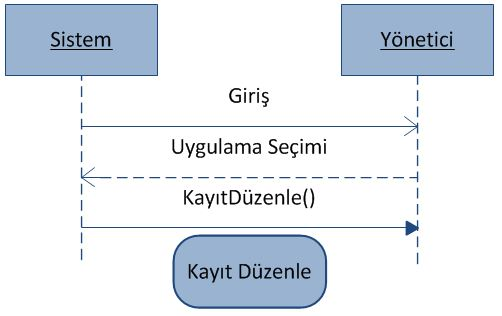 Sistem
Yönetici
Giriş
Uygulama Seçimi
KayıtDüzenle()
Kayıt Düzenle